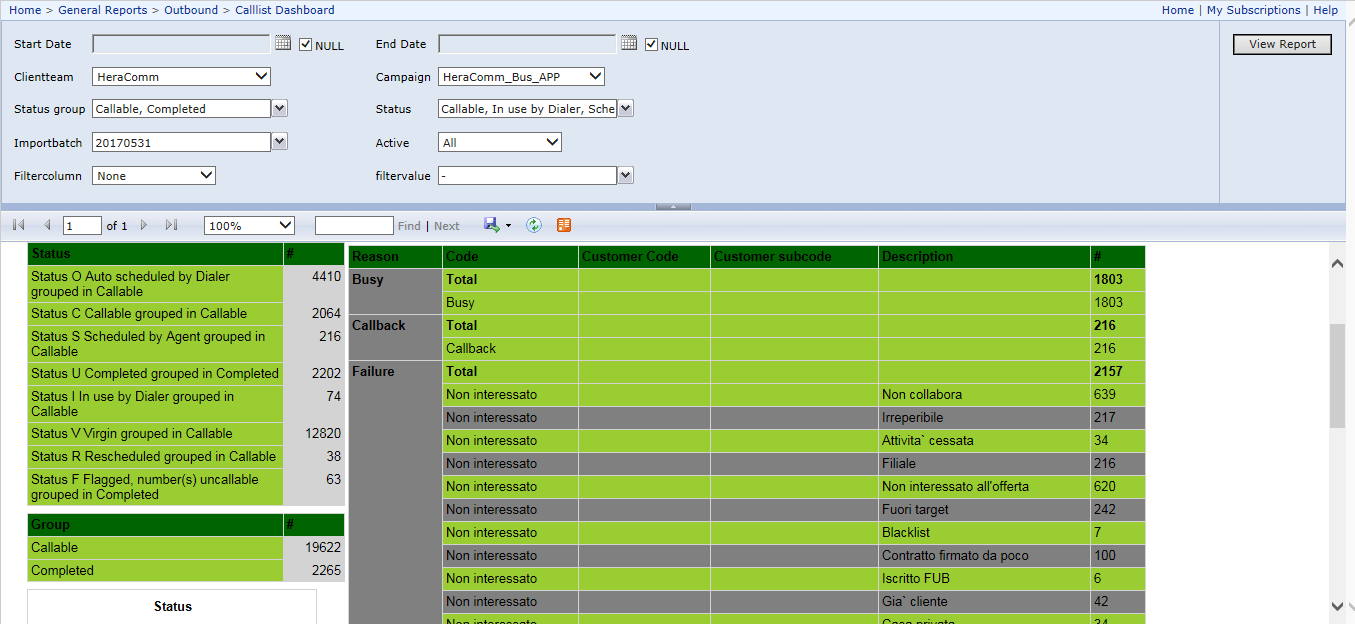 Home > General Reports > Outbound > Calllist Dashboard
Home | My Subscriptions | Help
Start Date NULL End Date NULL
View Report
Clientteam HeraComm Campaign HeraComm_Bus_APP
Status group Callable, Completed Status Callable, In use by Dialer, Sche
Importbatch 20170531 Active All
Filtercolumn None filtervalue -
1 of 1 100% Find | Next
Status #
Status O Auto scheduled by Dialer
grouped in Callable 4410
Status C Callable grouped in Callable 2064
Status S Scheduled by Agent grouped in
Callable 216
Status U Completed grouped in Completed 2202
Status I In use by Dialer grouped in
Callable 74
Status V Virgin grouped in Callable 12820
Status R Rescheduled grouped in Callable 38
Status F Flagged, number(s) uncallable
grouped in Completed 63
Group #
Callable 19622
Completed 2265
Status
Reason Code Customer Code Customer subcode Description #
Busy Total 1803
Busy 1803
Callback Total 216
Callback 216
Failure Total 2157
Non interessato Non collabora 639
Non interessato Irreperibile 217
Non interessato Attivita` cessata 34
Non interessato Filiale 216
Non interessato Non interessato all'offerta 620
Non interessato Fuori target 242
Non interessato Blacklist 7
Non interessato Contratto firmato da poco 100
Non interessato Iscritto FUB 6
Non interessato Gia` cliente 42
Non interessato Casa privata 34